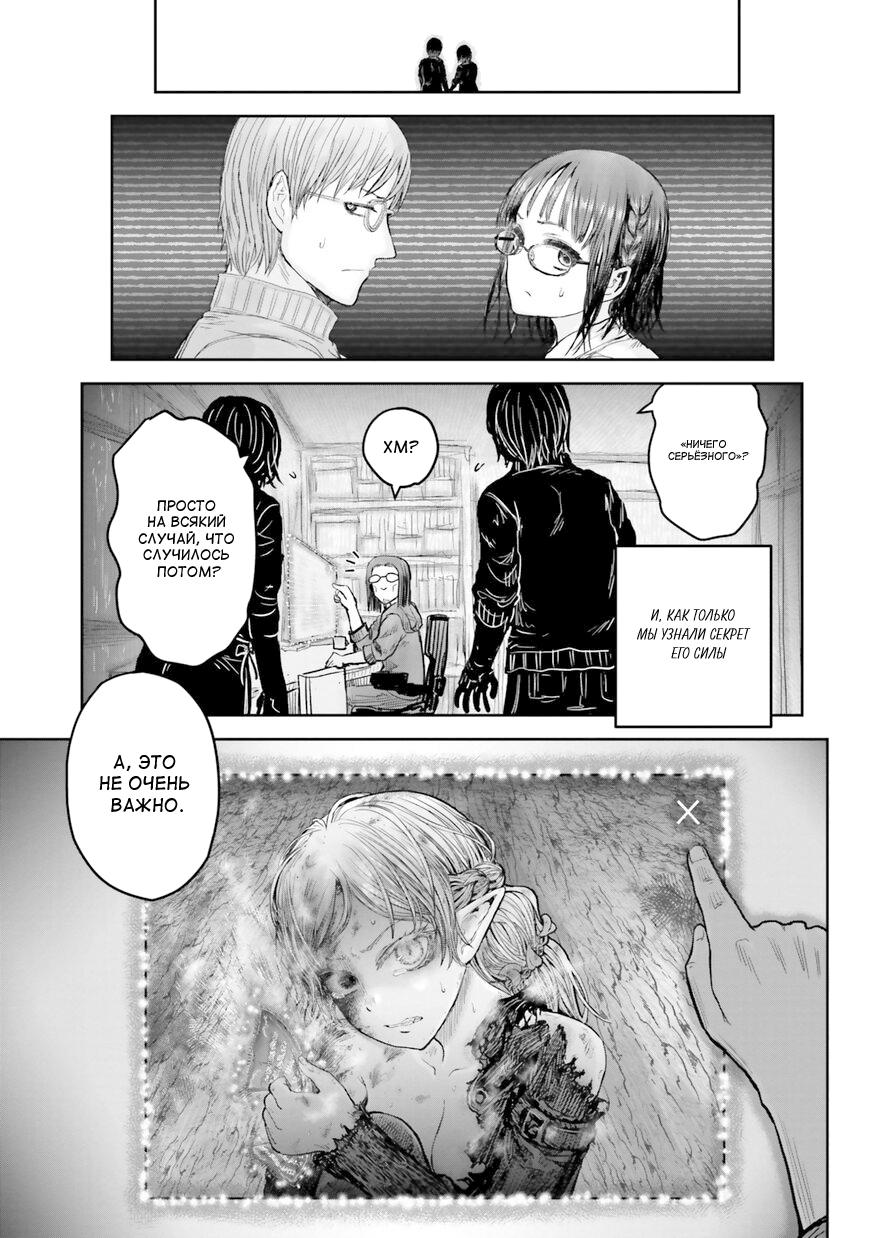 «НИЧЕГО
СЕРЬЁЗНОГО»?
ХМ?
ПРОСТО
НА ВСЯКИЙ
СЛУЧАЙ, ЧТО
СЛУЧИЛОСЬ
ПОТОМ?
И, КАК ТОЛЬКО
МЫ УЗНАЛИ СЕКРЕТ
ЕГО СИЛЫ
А, ЭТО
НЕ ОЧЕНЬ
ВАЖНО.